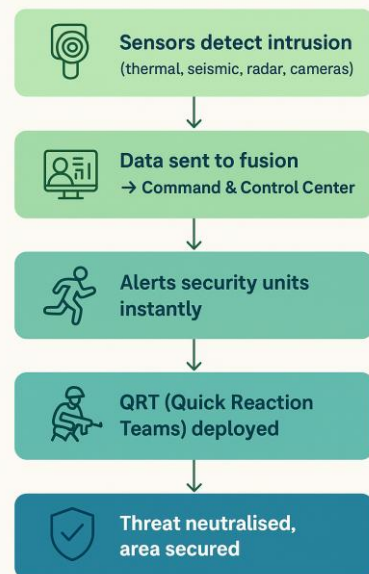 Sensors detect intrusion
(thermal, seismic, radar, cameras)
Data sent to fusion
→ Command & Control Center
Alerts security units
instantly
QRT (Quick Reaction
Teams) deployed
Threat neutralised,
area secured